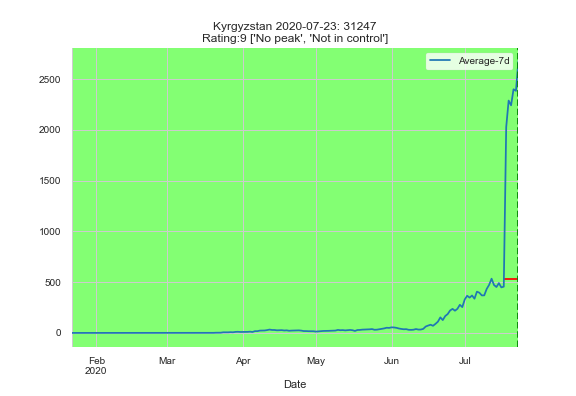 Kyrgyzstan 2020-07-23: 31247
Rating:9 ['No peak', 'Not in control']
Average-7d
2500
2000
1500
1000
500
0
Feb Mar Apr May Jun Jul
2020
Date